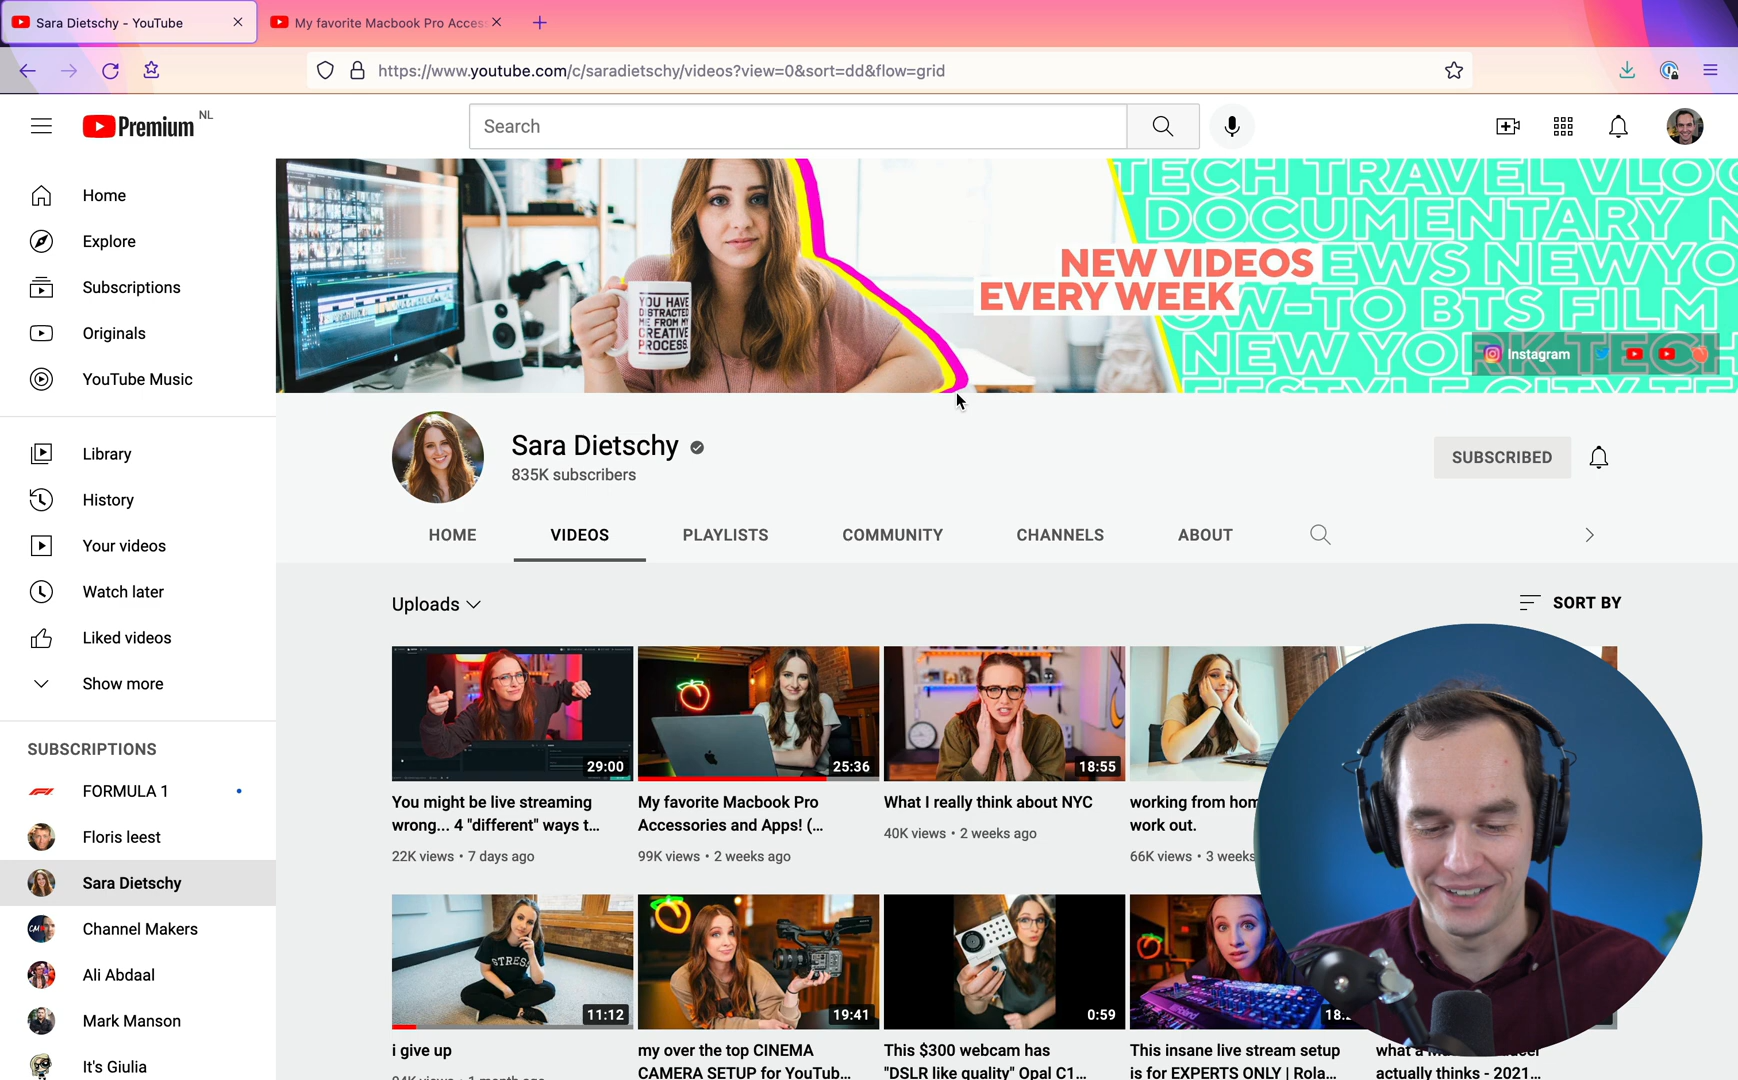 Sara Dietschy - YouTube
My favorite Macbook Pro Acces
https://www.youtube.com/c/saradietschy/videos?view=0&sort=dd&flow=grid
Premium NL
Search
Home
Explore
Subscriptions
Originals
YouTube Music
Library
History
Your videos
Watch later
Liked videos
Show more
SUBSCRIPTIONS
FORMULA 1
Floris leest
Sara Dietschy
Channel Makers
Ali Abdaal
Mark Manson
It's Giulia
YOU HAVE
DISTRACTED
ME FROM MY
CREATIVE
PROCESS.
TECH TRAVEL VLOG
DOCUMENTARY N
NEW VIDEOS
EWS NEWYO
EVERY WEEK
OW-TO BTS FILM
NEW YORK TECH
Instagram
Sara Dietschy
835K subscribers
SUBSCRIBED
HOME
VIDEOS
PLAYLISTS
COMMUNITY
CHANNELS
ABOUT
Uploads
SORT BY
29:00
25:36
18:55
You might be live streaming
wrong... 4 "different" ways t...
22K views • 7 days ago
My favorite Macbook Pro
Accessories and Apps! (...
99K views • 2 weeks ago
What I really think about NYC
40K views • 2 weeks ago
working from hom
work out.
66K views • 3 weeks
STRESS
11:12
19:41
0:59
18:
i give up
my over the top CINEMA
CAMERA SETUP for YouTub...
This $300 webcam has
"DSLR like quality" Opal C1...
This insane live stream setup
is for EXPERTS ONLY | Rola...
what a
actually thinks - 2021...